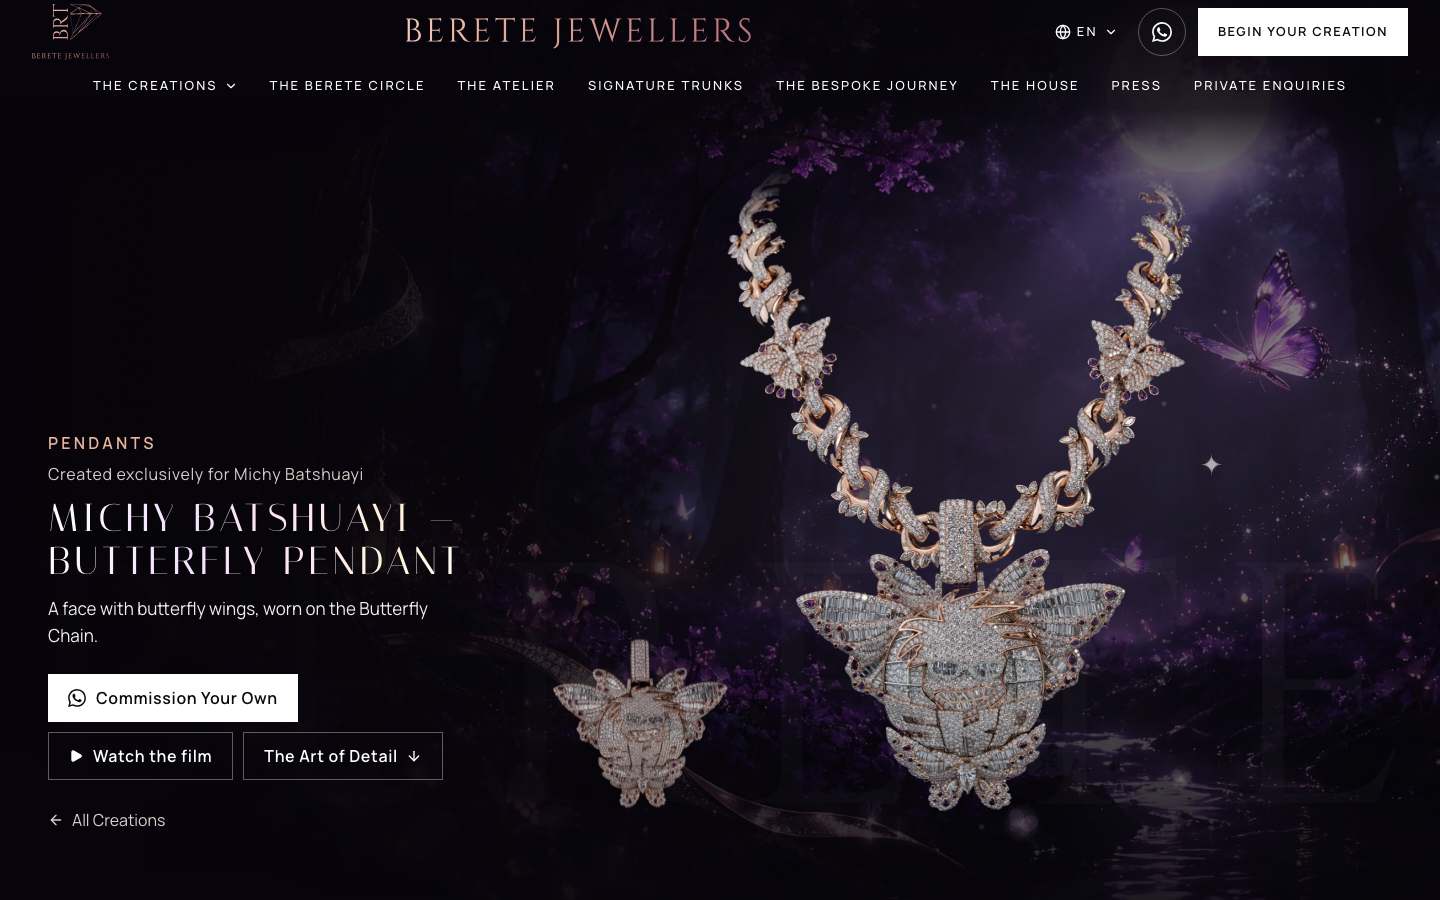 BRT
BERETE JEWELLERS
BERETE JEWELLERS
EN
BEGIN YOUR CREATION
THE CREATIONS
THE BERETE CIRCLE
THE ATELIER
SIGNATURE TRUNKS
THE BESPOKE JOURNEY
THE HOUSE
PRESS
PRIVATE ENQUIRIES
PENDANTS
Created exclusively for Michy Batshuayi
MICHY BATSHUAYI –
BUTTERFLY PENDANT
A face with butterfly wings, worn on the Butterfly
Chain.
Commission Your Own
Watch the film
The Art of Detail ↓
← All Creations